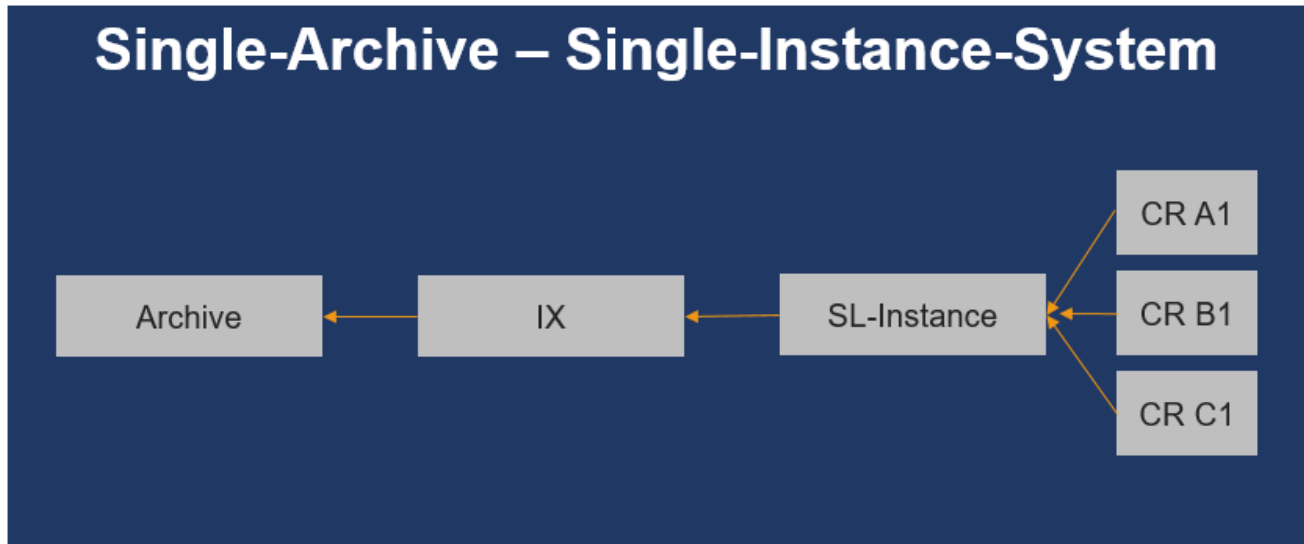 Single-Archive – Single-Instance-System
CR A1
Archive
IX
SL-Instance
CR B1
CR C1